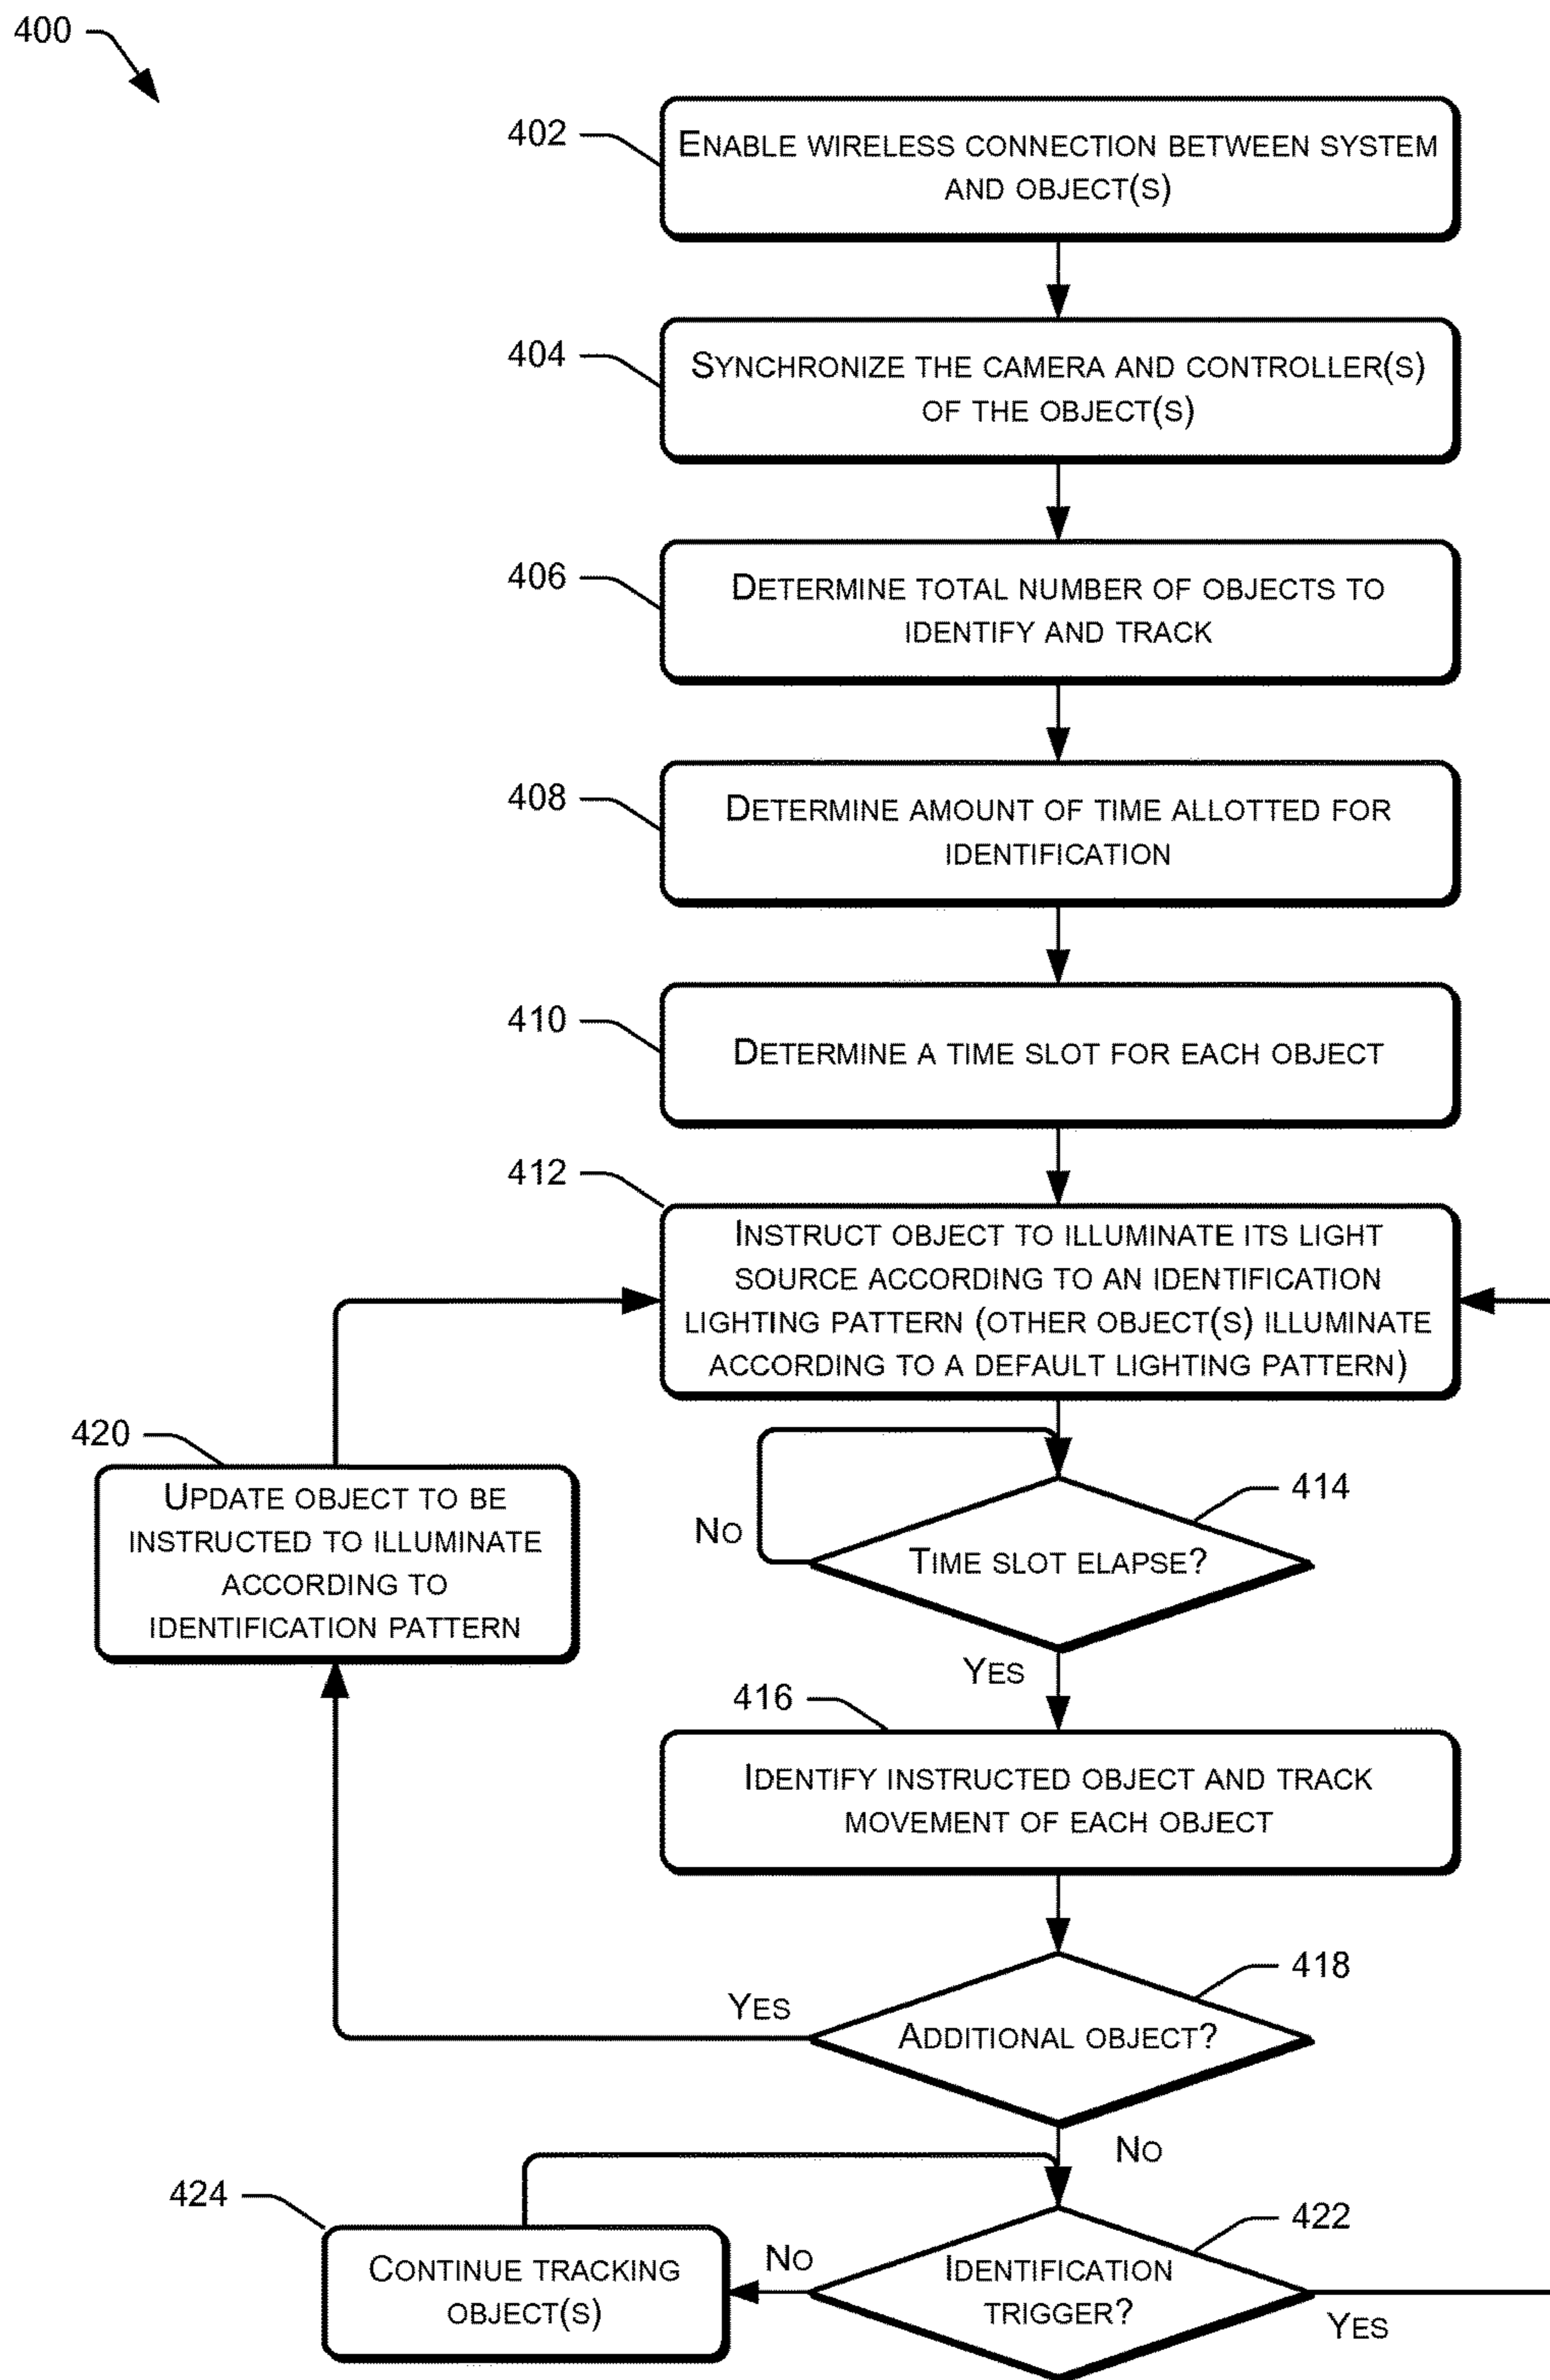 400
402
ENABLE WIRELESS CONNECTION BETWEEN SYSTEM
AND OBJECT(S)
404
SYNCHRONIZE THE CAMERA AND CONTROLLER(S)
OF THE OBJECT(S)
406
DETERMINE TOTAL NUMBER OF OBJECTS TO
IDENTIFY AND TRACK
408
DETERMINE AMOUNT OF TIME ALLOTTED FOR
IDENTIFICATION
410
DETERMINE A TIME SLOT FOR EACH OBJECT
412
INSTRUCT OBJECT TO ILLUMINATE ITS LIGHT
SOURCE ACCORDING TO AN IDENTIFICATION
LIGHTING PATTERN (OTHER OBJECT(S) ILLUMINATE
ACCORDING TO A DEFAULT LIGHTING PATTERN)
420
UPDATE OBJECT TO BE
INSTRUCTED TO ILLUMINATE
ACCORDING TO
IDENTIFICATION PATTERN
414
NO
TIME SLOT ELAPSE?
YES
416
IDENTIFY INSTRUCTED OBJECT AND TRACK
MOVEMENT OF EACH OBJECT
418
YES
ADDITIONAL OBJECT?
NO
424
CONTINUE TRACKING
OBJECT(S)
NO
422
IDENTIFICATION
TRIGGER?
YES